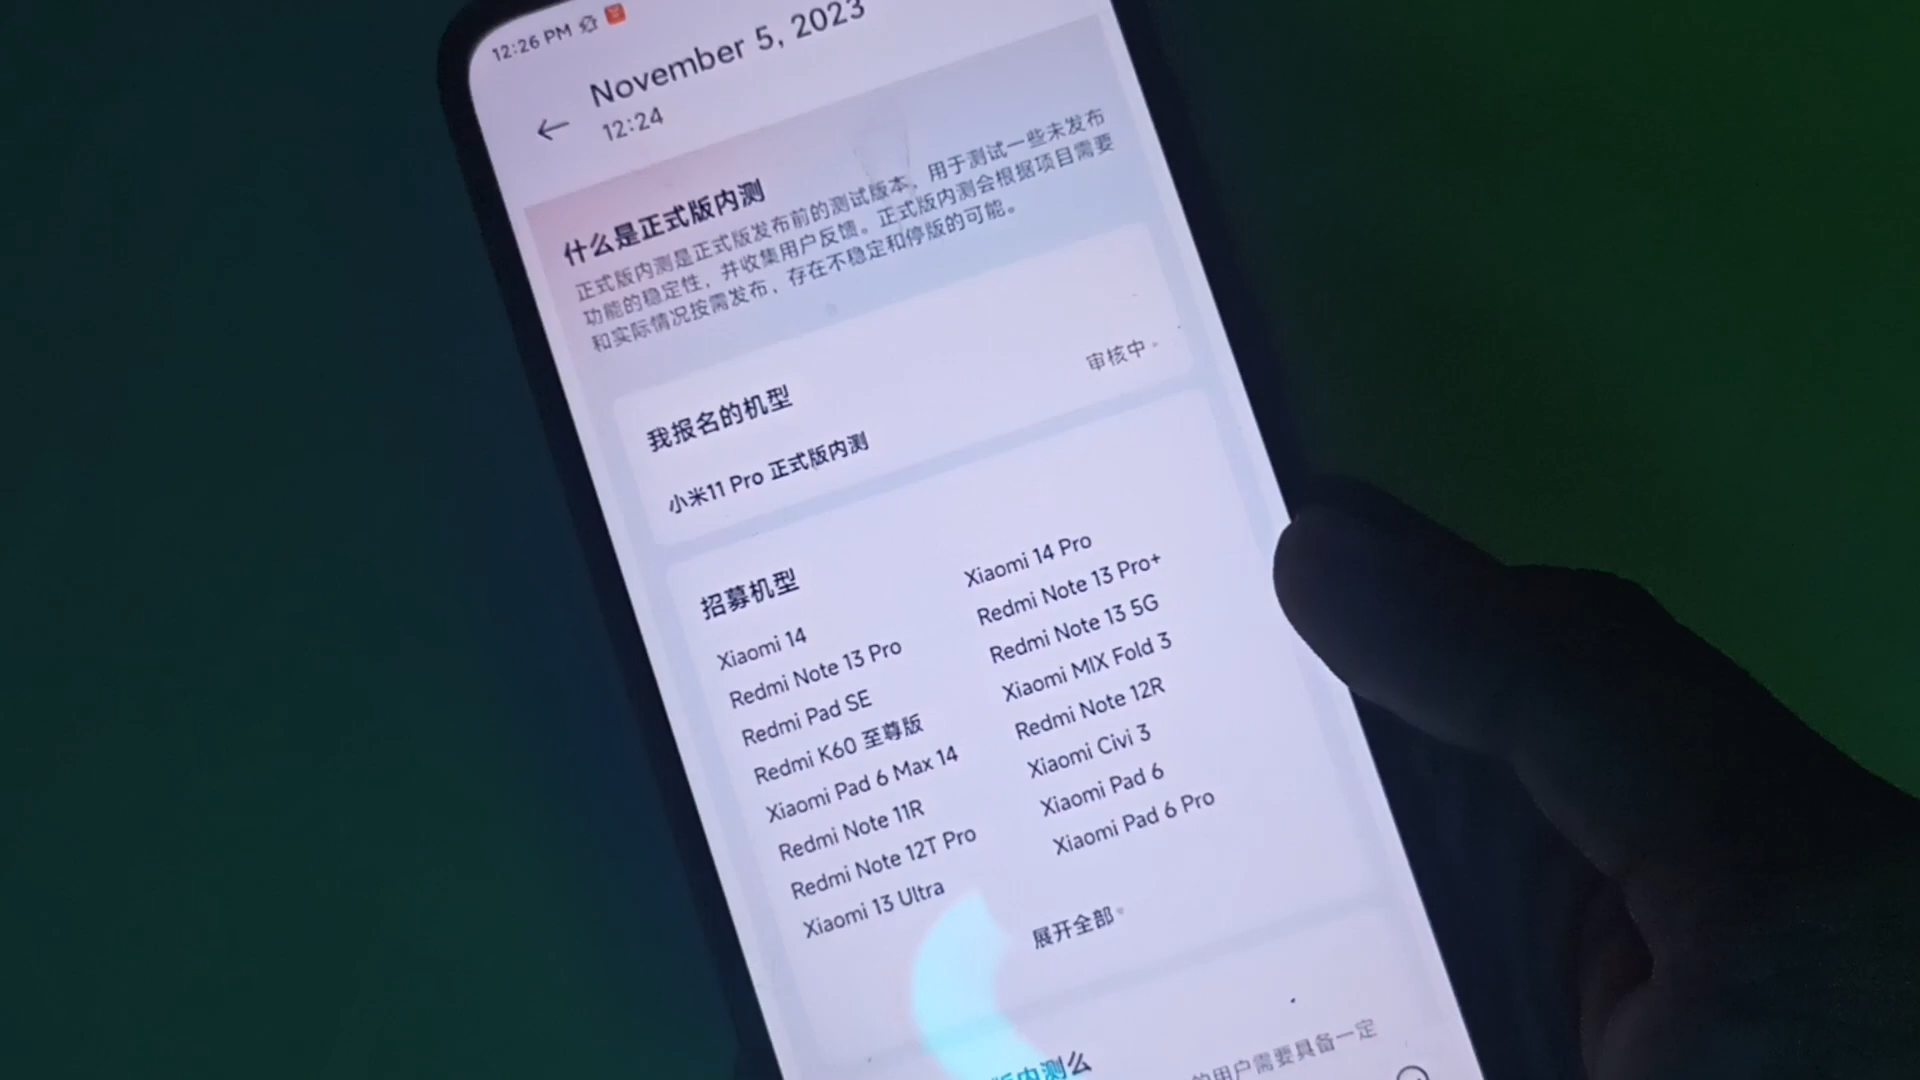 12:26 PM
November 5, 2023
12:24
什么是正式版内测
正式版内测是正式版发布前的测试版本，用于测试一些未发布
功能的稳定性，并收集用户反馈。正式版内测会根据项目需要
和实际情况按需发布，存在不稳定和停版的可能。
我报名的机型
审核中
小米11 Pro 正式版内测
招募机型
Xiaomi 14
Xiaomi 14 Pro
Redmi Note 13 Pro
Redmi Note 13 Pro+
Redmi Pad SE
Redmi Note 13 5G
Redmi K60 至尊版
Xiaomi MIX Fold 3
Xiaomi Pad 6 Max 14
Redmi Note 12R
Redmi Note 11R
Xiaomi Civi 3
Redmi Note 12T Pro
Xiaomi Pad 6
Xiaomi 13 Ultra
Xiaomi Pad 6 Pro
展开全部
版内测么
的用户需要具备一定